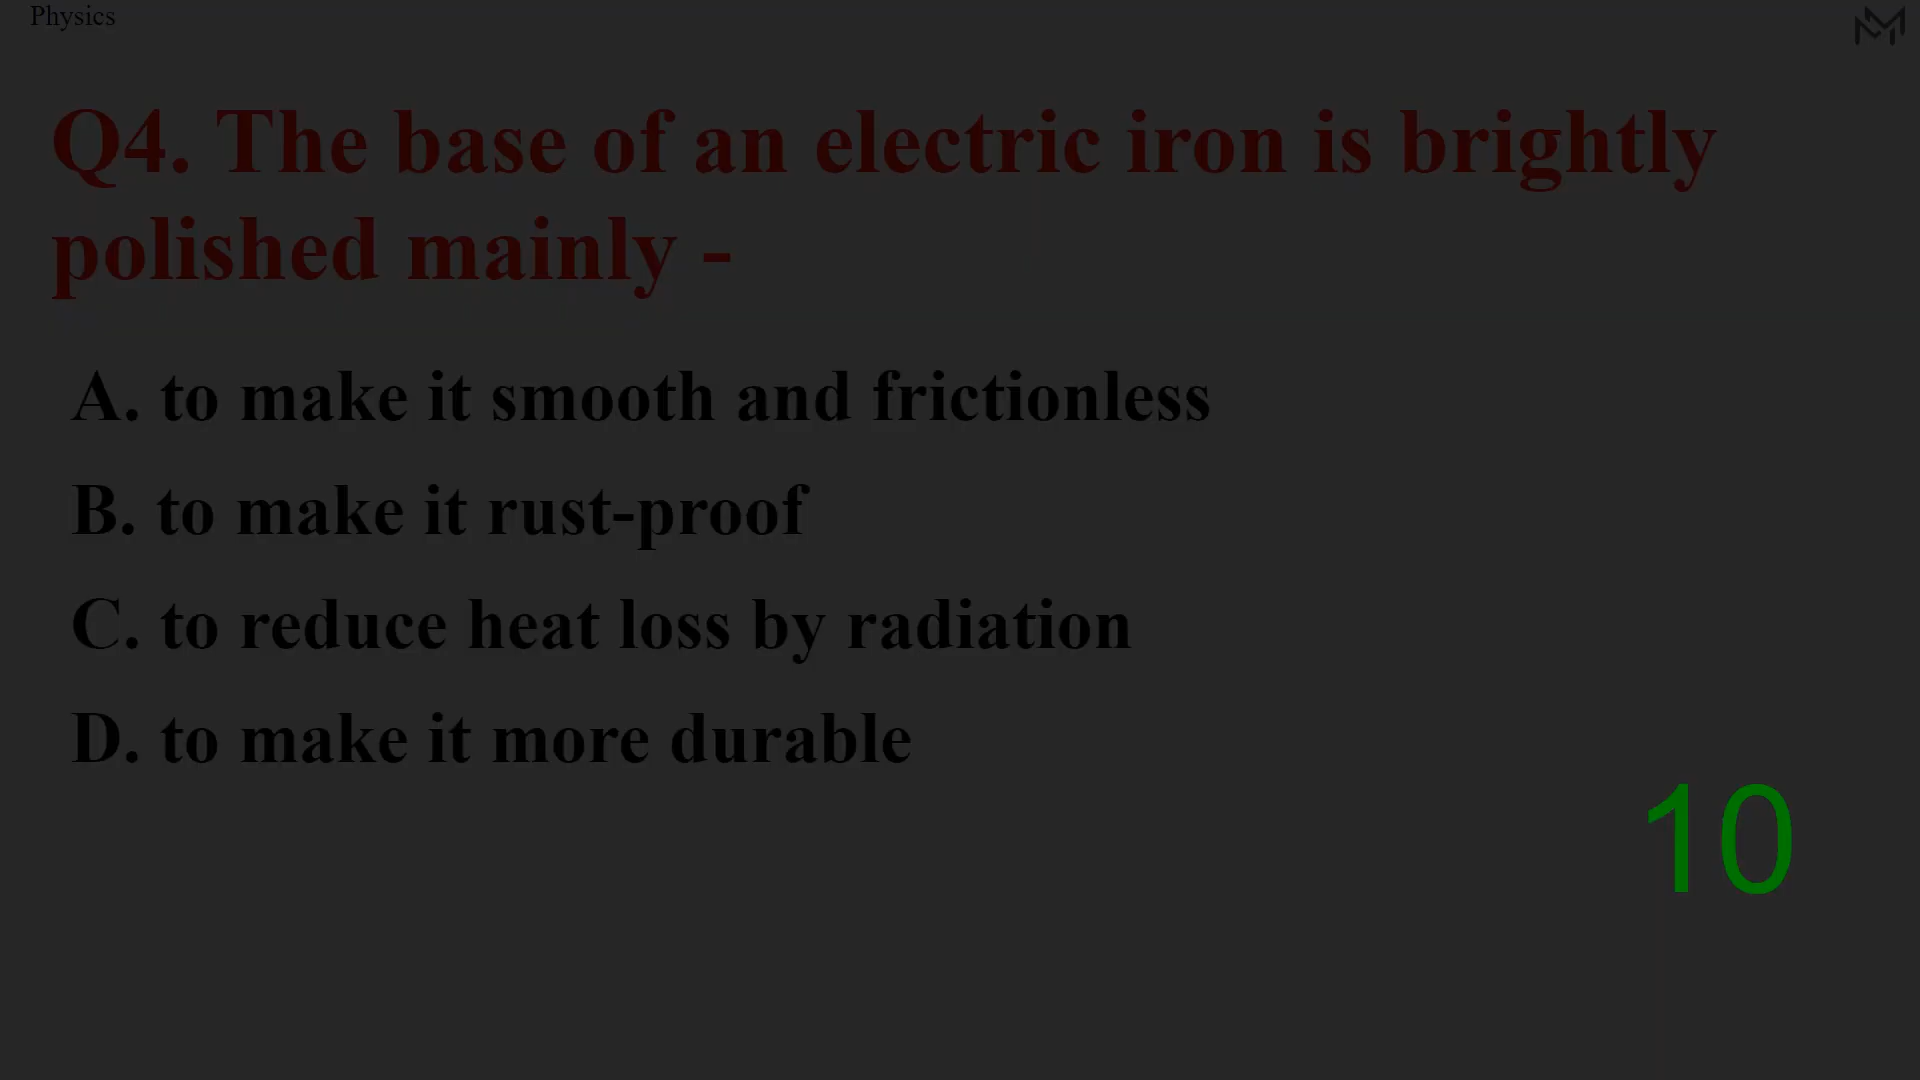 Physics
Q4. The base of an electric iron is brightly
polished mainly -
A. to make it smooth and frictionless
B. to make it rust-proof
C. to reduce heat loss by radiation
D. to make it more durable
10